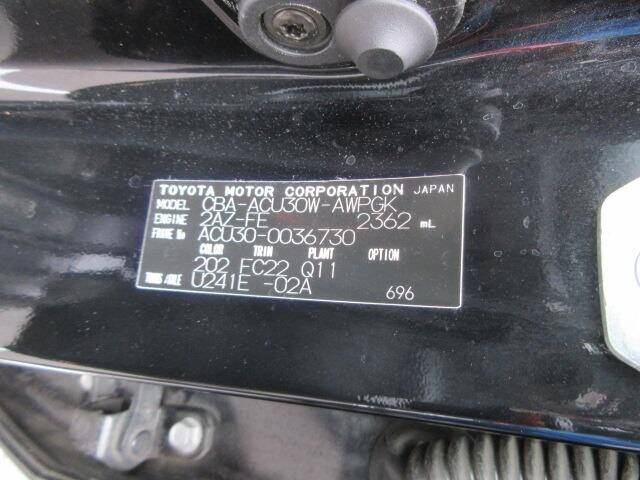 TOYOTA MOTOR CORPORATION JAPAN
MODEL CBA-ACU30W-AWPGK
ENGINE 2AZ-FE 2362 mL
FRAME No ACU30-0036730
COLOR TRIM PLANT OPTION
202 FC22 Q11
TRANS AXLE U241E -02A
696